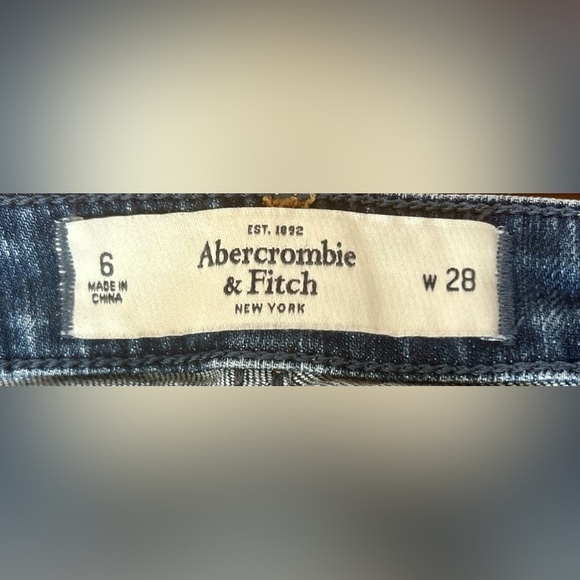 6
MADE IN
CHINA
EST. 1892
Abercrombie
& Fitch
NEW YORK
W 28